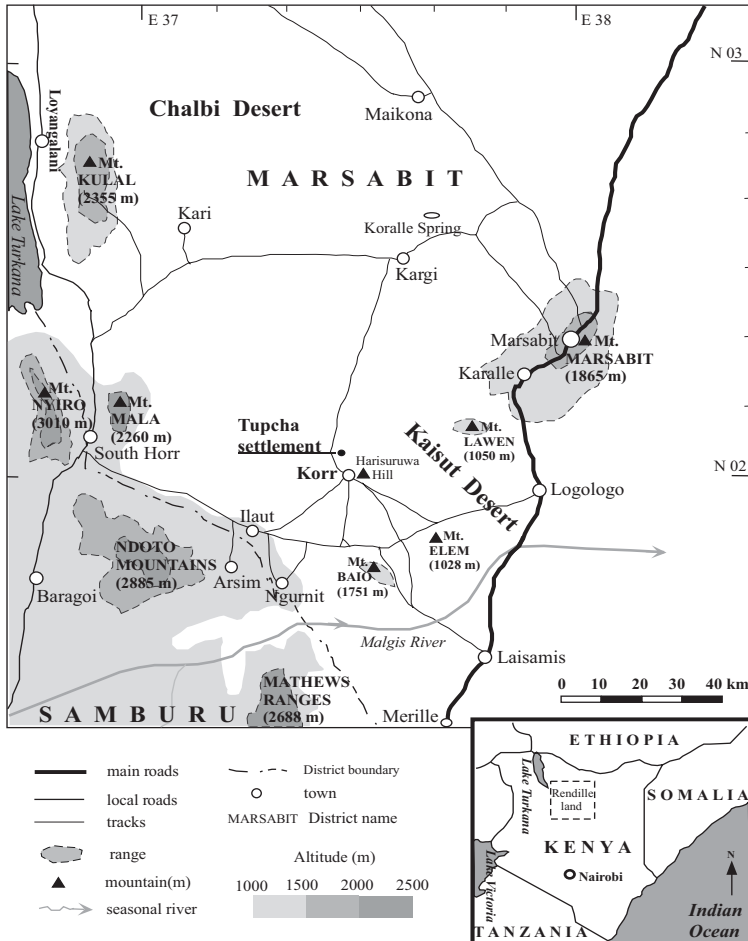 E 37
E 38
N 03
Loyangalani
Chalbi Desert
Maikona
Mt.
KULAL
(2355 m)
MARSABIT
Lake Turkana
Kari
Koralle Spring
Kargi
Marsabit
Mt.
MARSABIT
(1865 m)
Karalle
Mt.
NYIRO
(3010 m)
Mt.
MALA
(2260 m)
South Horr
Tupcha
settlement
Mt.
LAWEN
(1050 m)
Kaisut Desert
Harisuruwa
Hill
Korr
N 02
Logologo
Ilaut
NDOTO
MOUNTAINS
(2885 m)
Mt.
ELEM
(1028 m)
Mt.
BAIO
(1751 m)
Baragoi
Arsim
Ngurnit
Malgis River
Laisamis
MATHEWS
RANGES
(2688 m)
SAMBURU
Merille
0 10 20 30 40 km
main roads
local roads
tracks
range
mountain(m)
seasonal river
District boundary
town
MARSABIT District name
Altitude (m)
1000 1500 2000 2500
ETHIOPIA
Lake Turkana
Rendille
land
SOMALIA
KENYA
Nairobi
Lake Victoria
N
TANZANIA
Indian
Ocean